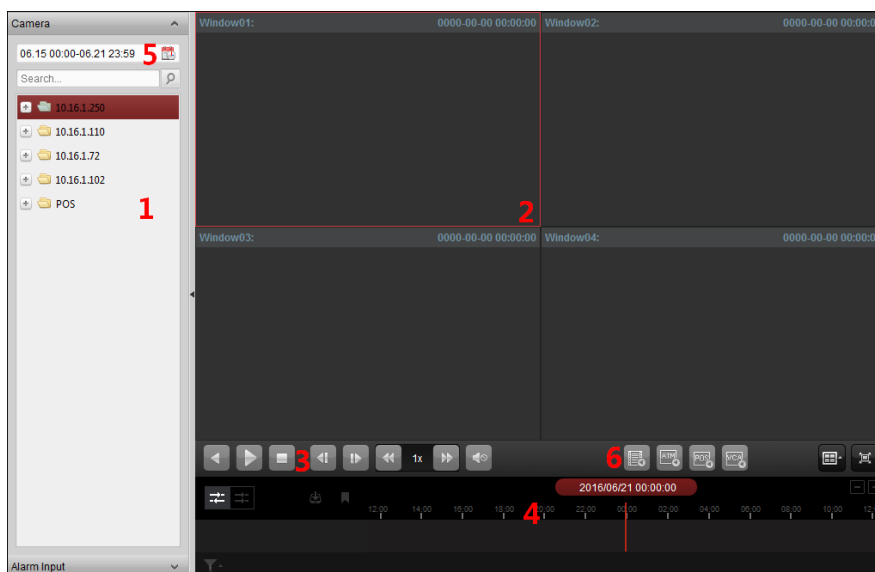 Camera
06.15 00:00-06.21 23:59
5
Search...
10.16.1.250
10.16.1.110
10.16.1.72
10.16.1.102
POS
1
Alarm Input
Window01: 0000-00-00 00:00:00
Window02: 0000-00-00 00:00:0
2
Window03: 0000-00-00 00:00:00
Window04: 0000-00-00 00:00:0
3
1x
6
ATM
POS
VCA
2016/06/21 00:00:00
4
12:00 14:00 16:00 18:00 20:00 22:00 00:00 02:00 04:00 06:00 08:00 10:00 12: